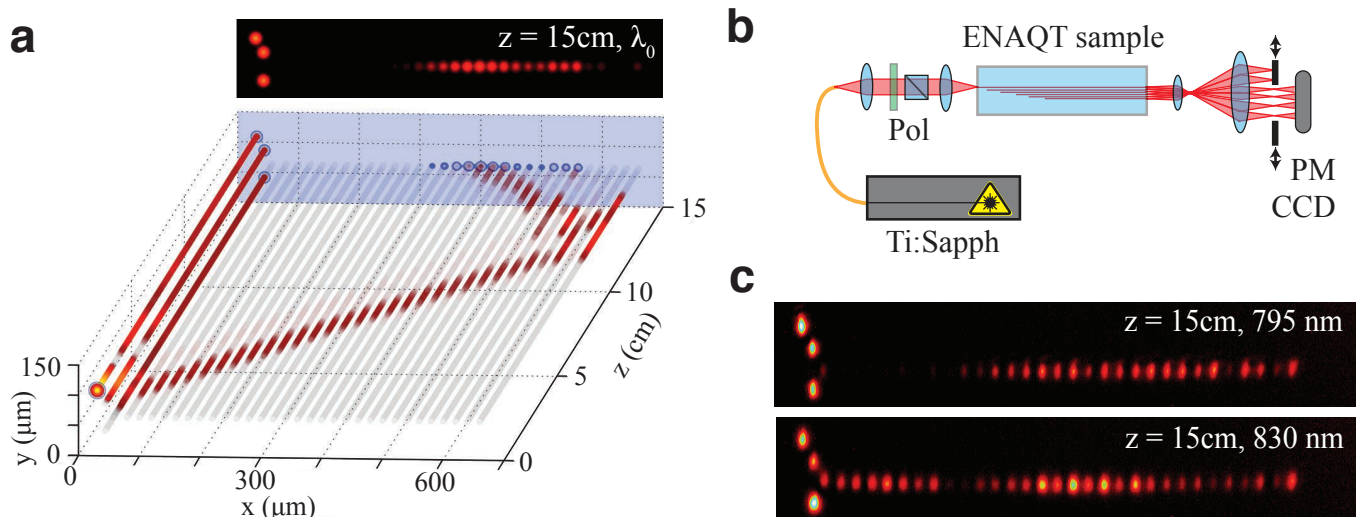 a
z = 15cm, λ0
15
10
5
0
z (cm)
150
0
y (μm)
0
300
600
x (μm)
b
ENAQT sample
Pol
PM
CCD
Ti:Sapph
c
z = 15cm, 795 nm
z = 15cm, 830 nm